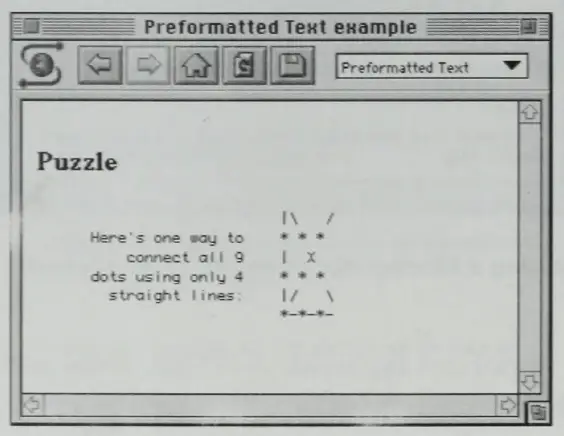 Preformatted Text example
Preformatted Text
Puzzle
                       |\   /
Here's one way to      * * *
    connect all 9      |  X
dots using only 4      * * *
  straight lines:      |/   \
                       *-*-*-